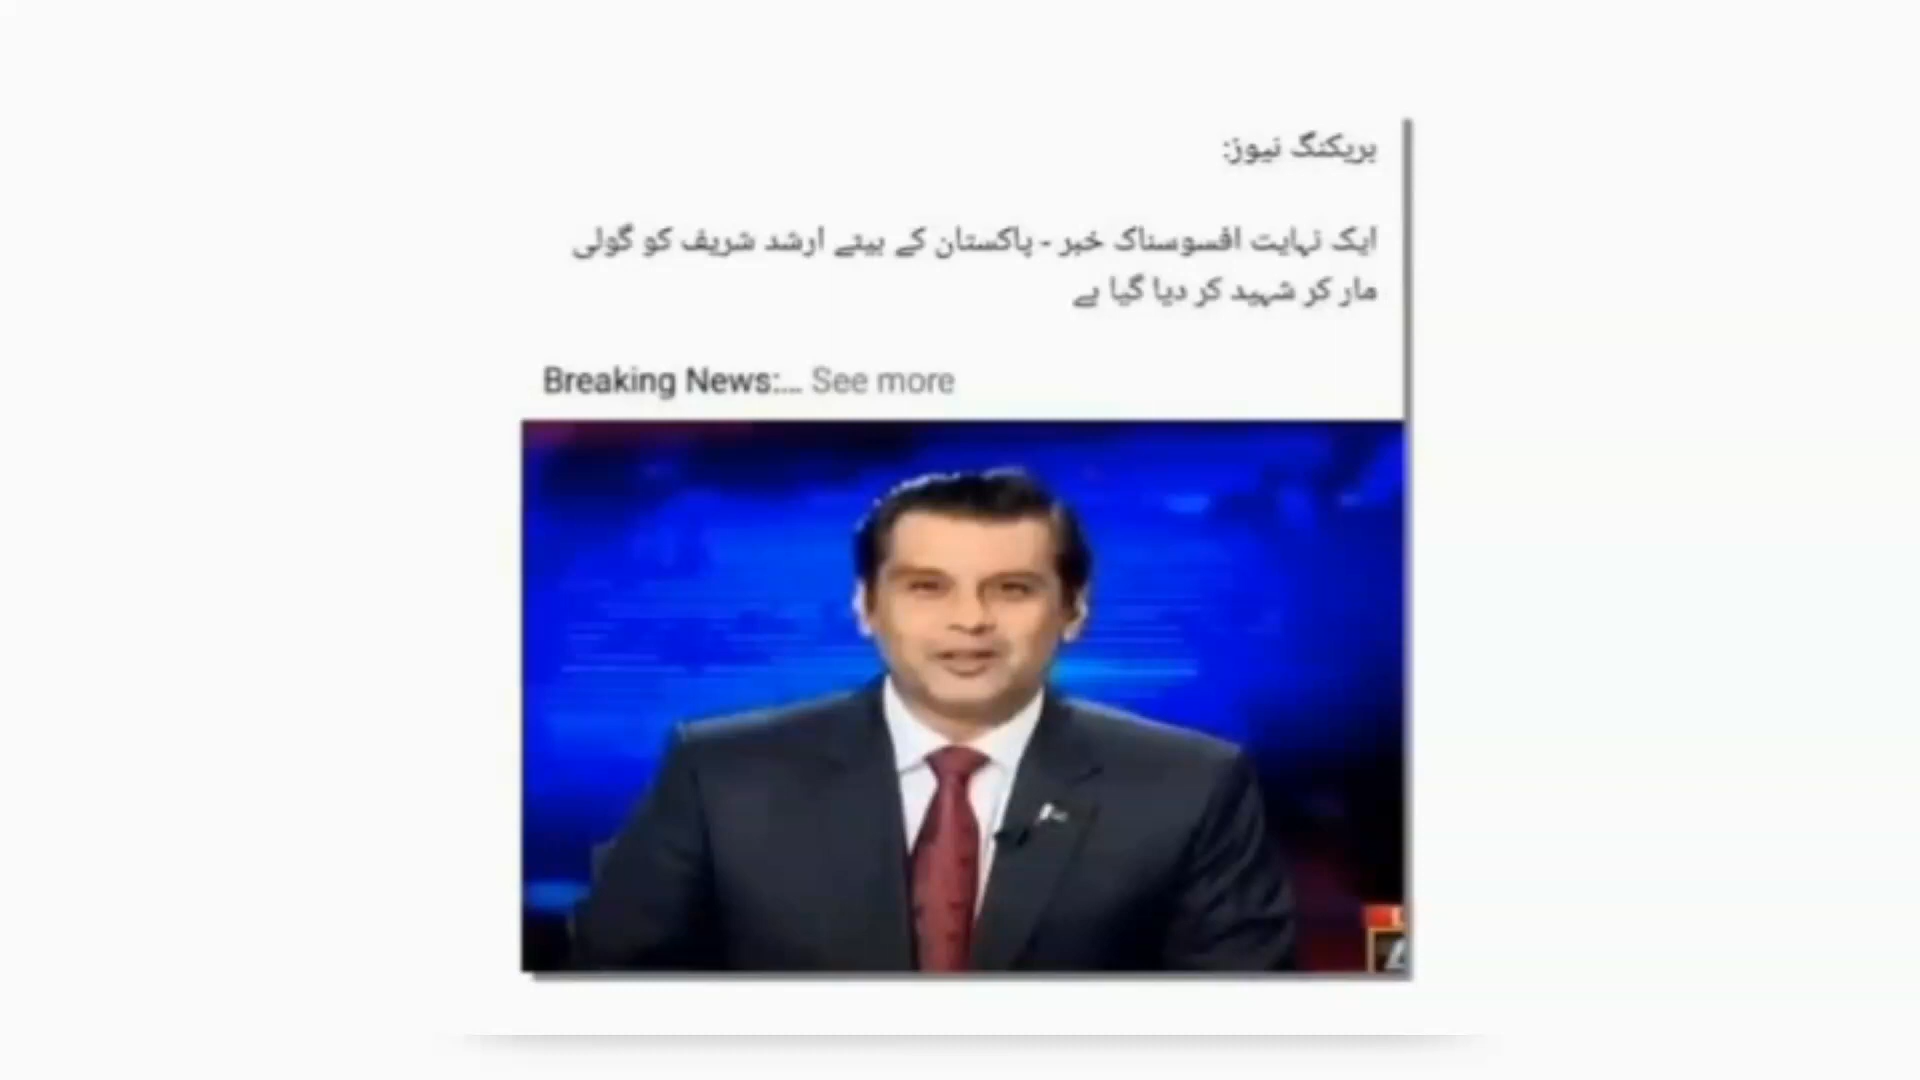 بریکنگ نیوز:
ایک نہایت افسوسناک خبر - پاکستان کے بیٹے ارشد شریف کو گولی
مار کر شہید کر دیا گیا ہے
Breaking News:... See more